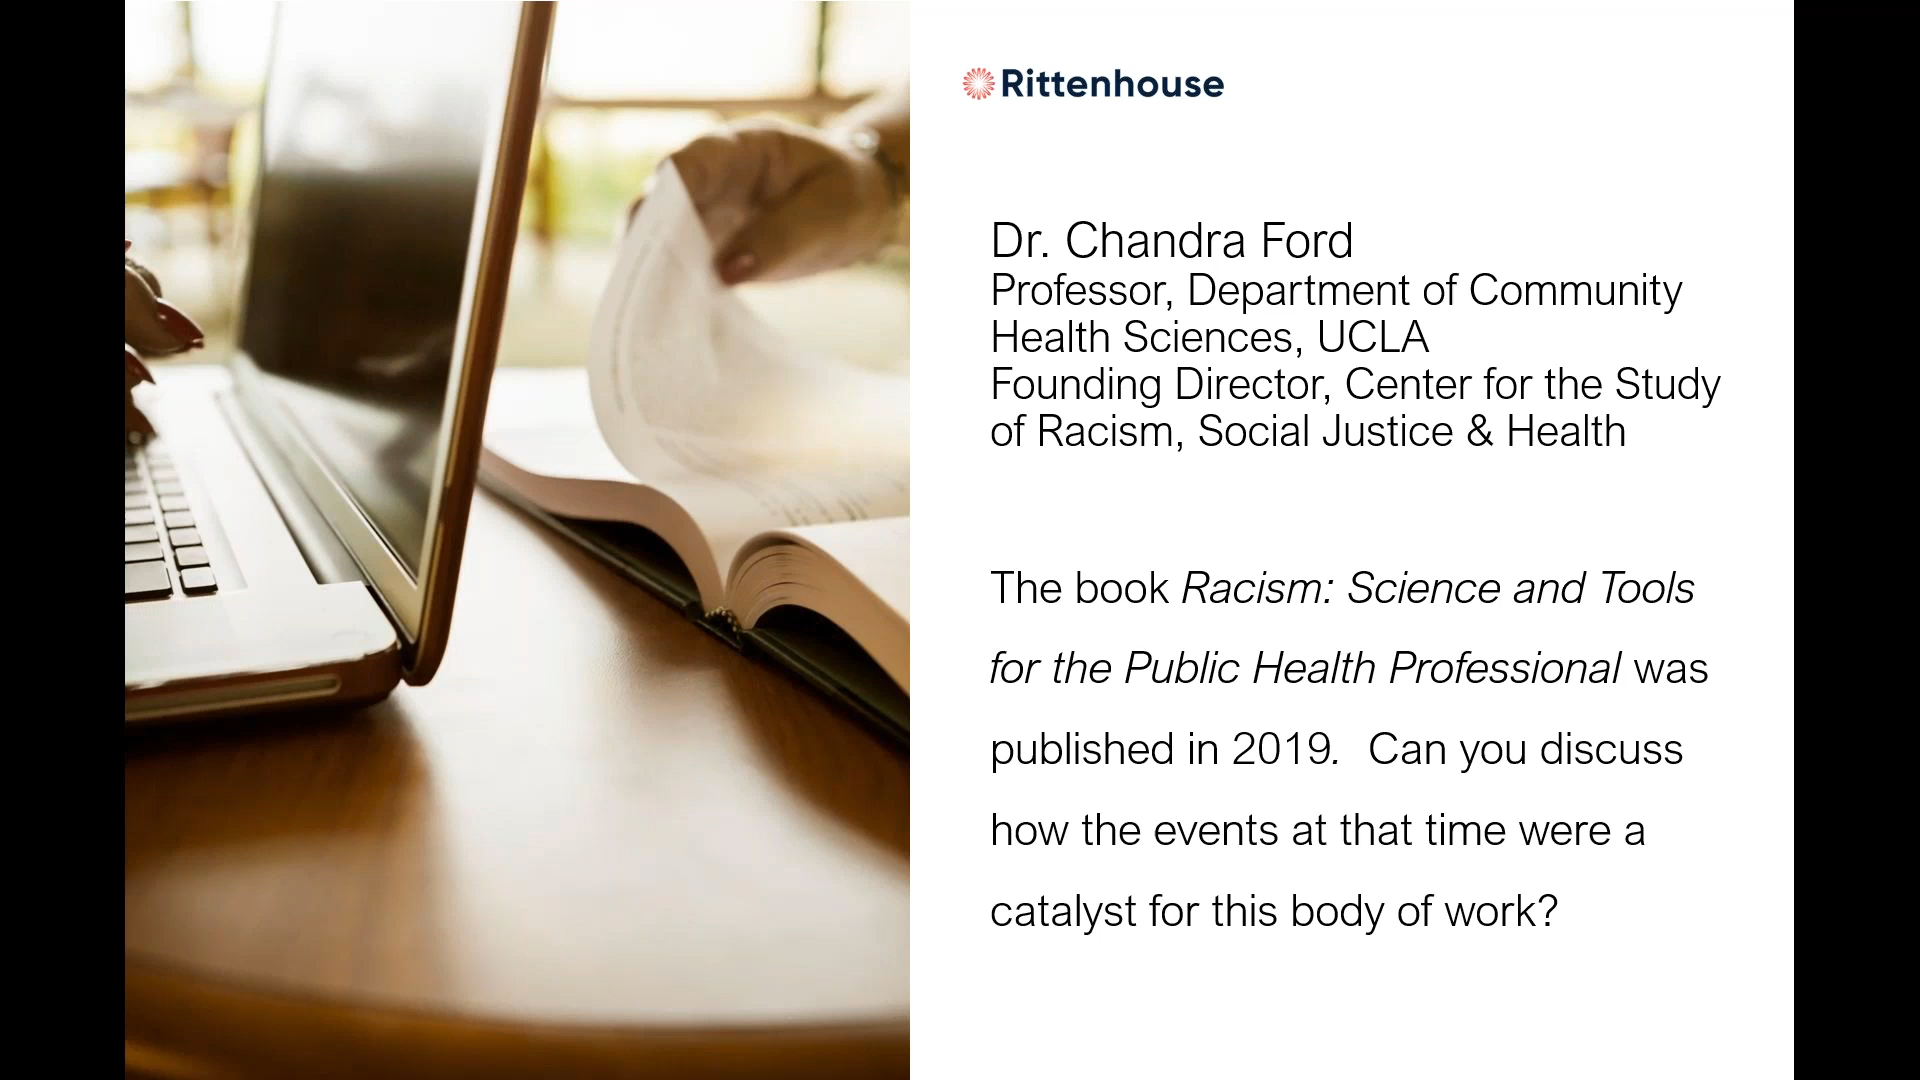 Rittenhouse
Dr. Chandra Ford
Professor, Department of Community
Health Sciences, UCLA
Founding Director, Center for the Study
of Racism, Social Justice & Health
The book Racism: Science and Tools
for the Public Health Professional was
published in 2019.  Can you discuss
how the events at that time were a
catalyst for this body of work?